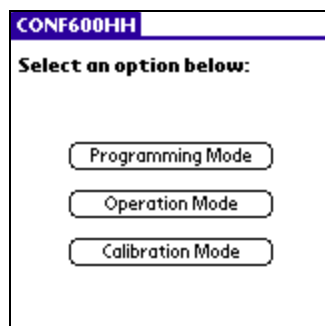 CONF600HH
Select an option below:
Programming Mode
Operation Mode
Calibration Mode